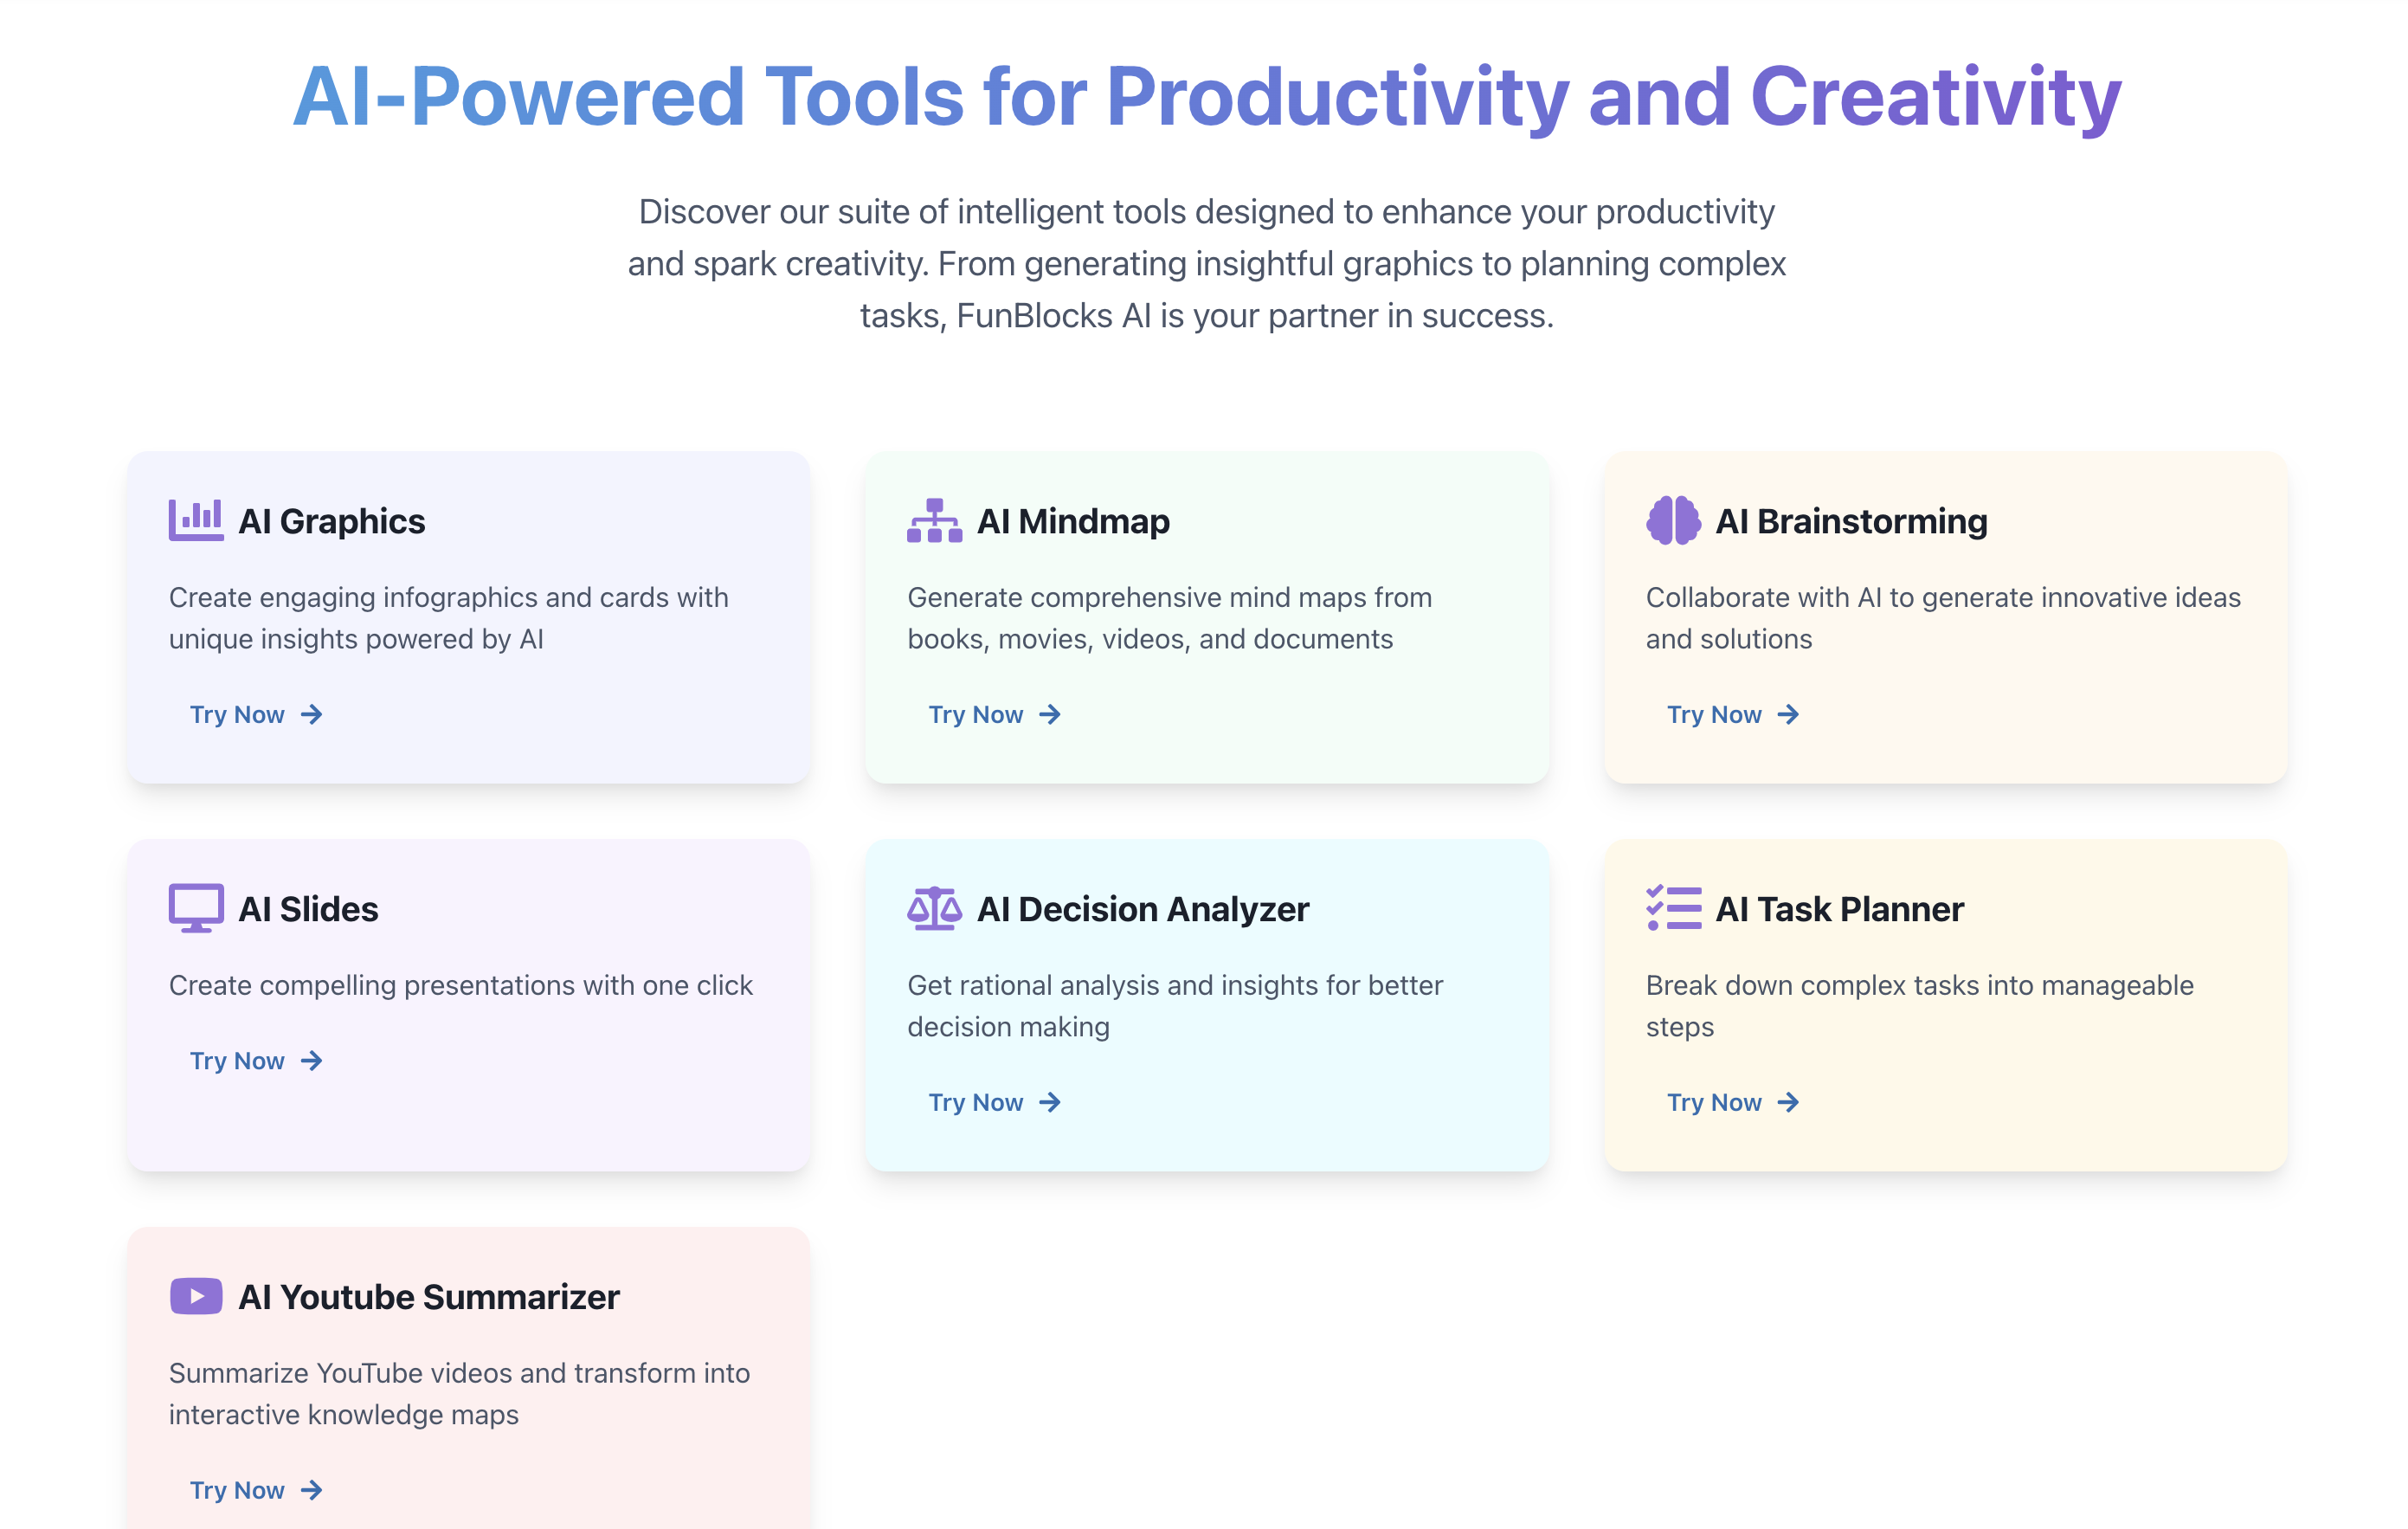 AI-Powered Tools for Productivity and Creativity
Discover our suite of intelligent tools designed to enhance your productivity
and spark creativity. From generating insightful graphics to planning complex
tasks, FunBlocks AI is your partner in success.
AI Graphics
Create engaging infographics and cards with
unique insights powered by AI
Try Now
AI Mindmap
Generate comprehensive mind maps from
books, movies, videos, and documents
Try Now
AI Brainstorming
Collaborate with AI to generate innovative ideas
and solutions
Try Now
AI Slides
Create compelling presentations with one click
Try Now
AI Decision Analyzer
Get rational analysis and insights for better
decision making
Try Now
AI Task Planner
Break down complex tasks into manageable
steps
Try Now
AI Youtube Summarizer
Summarize YouTube videos and transform into
interactive knowledge maps
Try Now